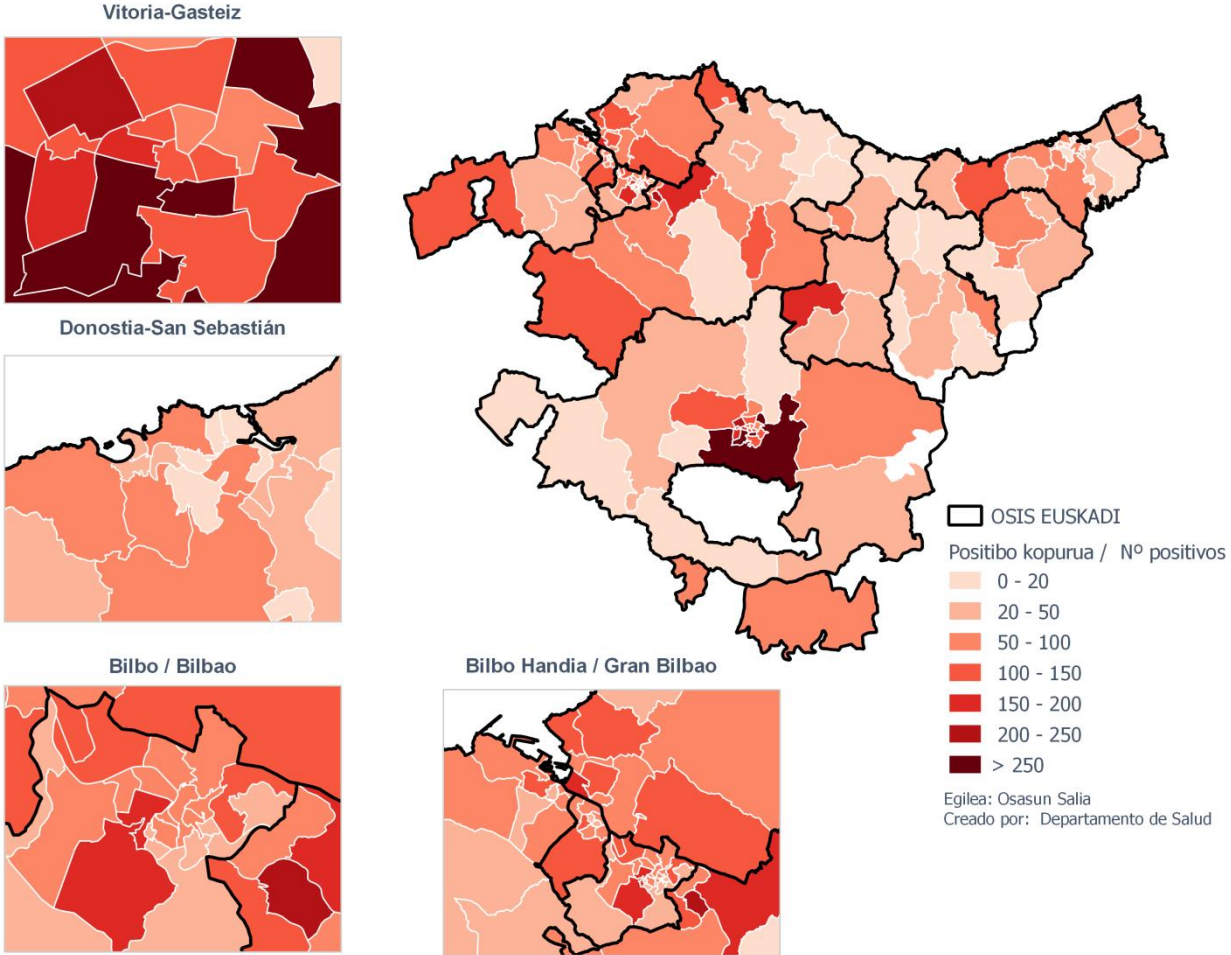 Vitoria-Gasteiz
Donostia-San Sebastián
Bilbo / Bilbao
Bilbo Handia / Gran Bilbao
OSIS EUSKADI
Positibo kopurua / Nº positivos
0 - 20
20 - 50
50 - 100
100 - 150
150 - 200
200 - 250
> 250
Egilea: Osasun Salia
Creado por: Departamento de Salud